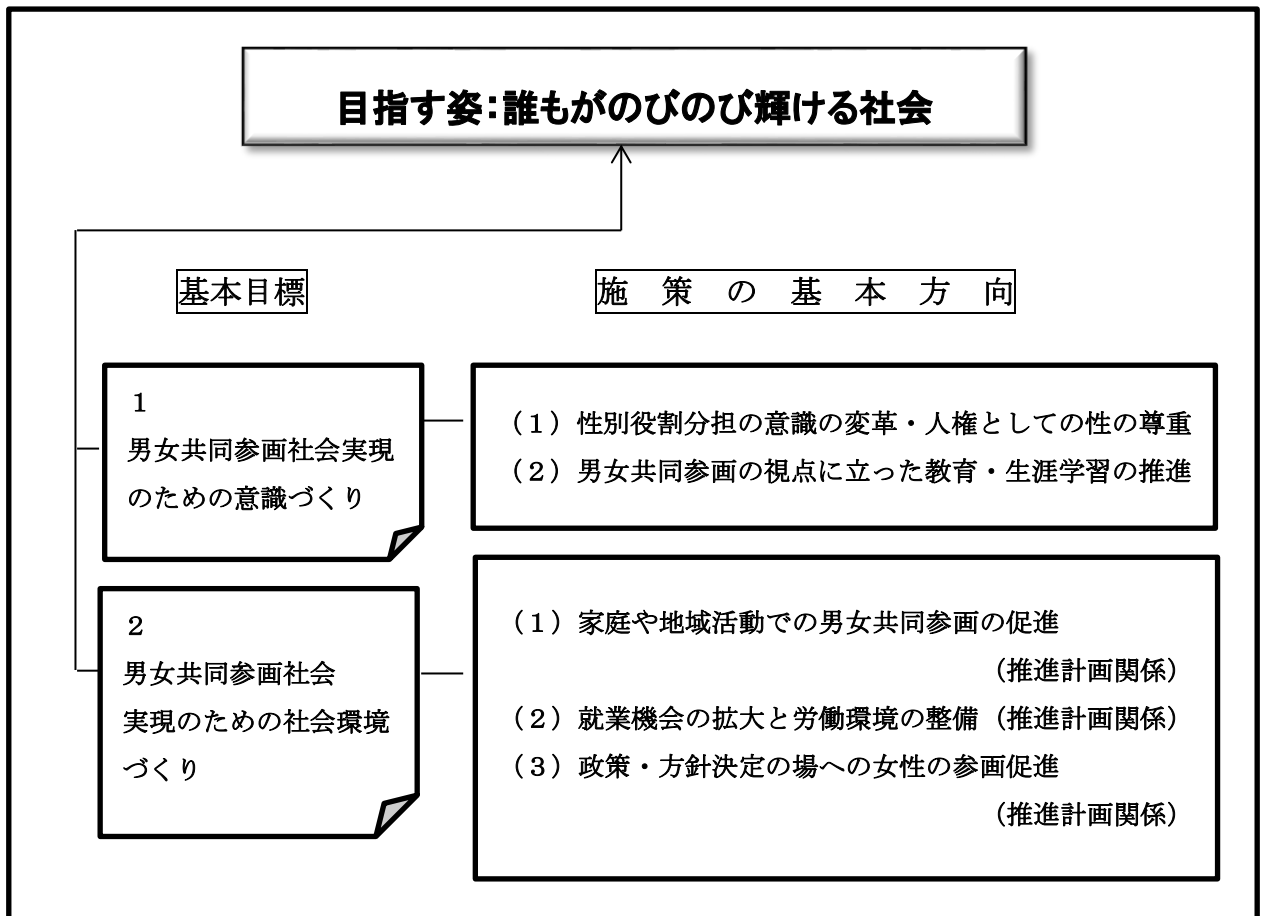 目指す姿：誰もがのびのび輝ける社会
基本目標
施　策　の　基　本　方　向
１
男女共同参画社会実現
のための意識づくり
（１）性別役割分担の意識の変革・人権としての性の尊重
（２）男女共同参画の視点に立った教育・生涯学習の推進
２
男女共同参画社会
実現のための社会環境
づくり
（１）家庭や地域活動での男女共同参画の促進
（推進計画関係）
（２）就業機会の拡大と労働環境の整備（推進計画関係）
（３）政策・方針決定の場への女性の参画促進
（推進計画関係）